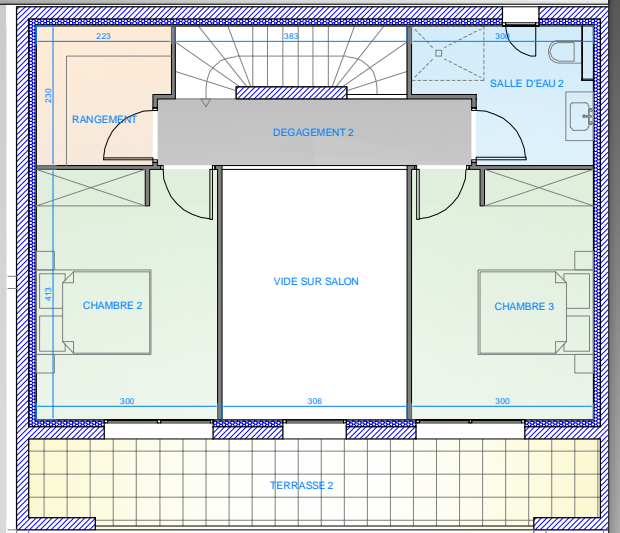 223
383
300
SALLE D'EAU 2
230
RANGEMENT
DEGAGEMENT 2
VIDE SUR SALON
413
CHAMBRE 2
CHAMBRE 3
300
306
300
TERRASSE 2